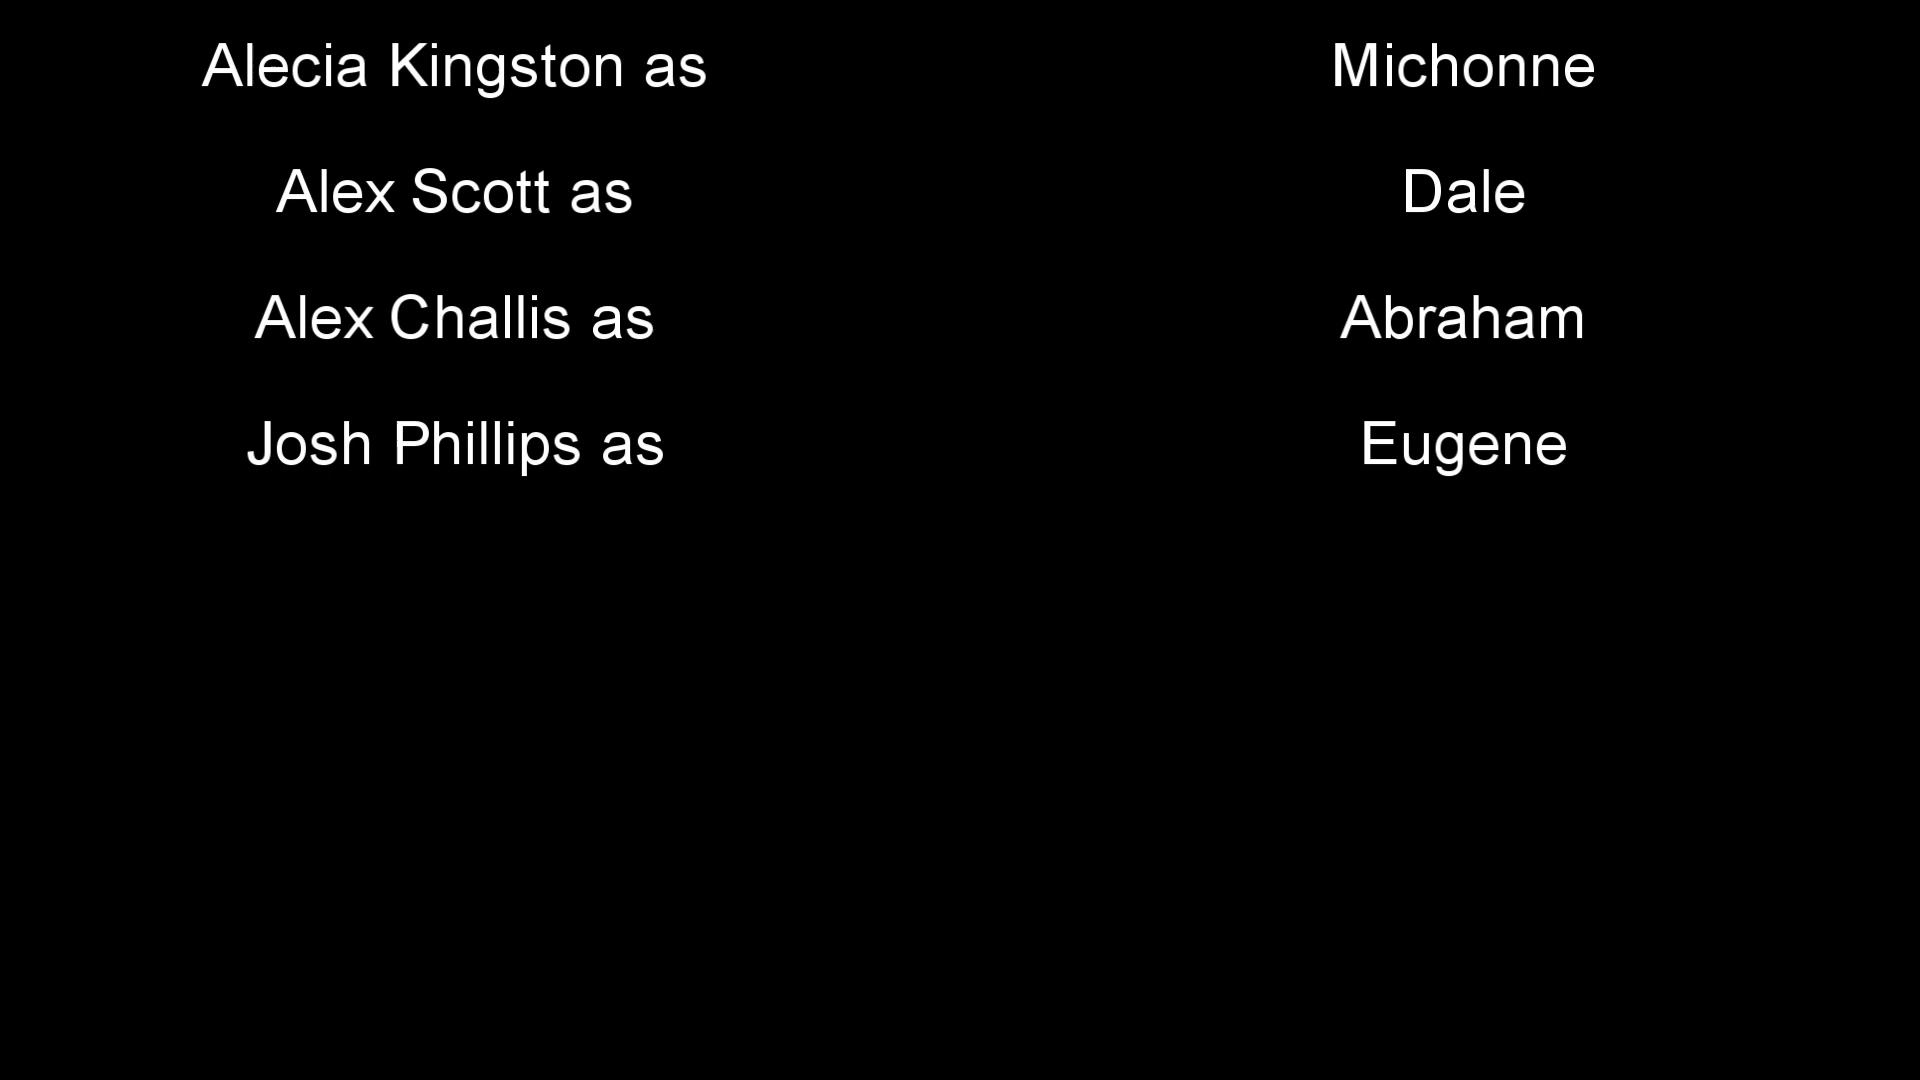 Alecia Kingston as Michonne
Alex Scott as Dale
Alex Challis as Abraham
Josh Phillips as Eugene